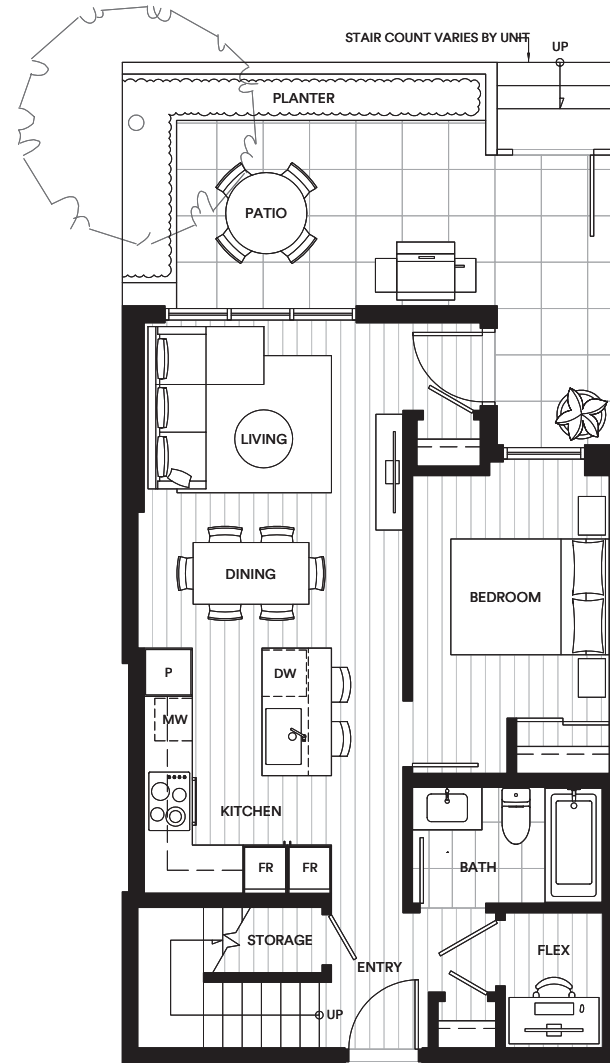 STAIR COUNT VARIES BY UNIT
UP
PLANTER
PATIO
LIVING
DINING
BEDROOM
P
DW
MW
KITCHEN
FR FR
BATH
STORAGE
ENTRY
FLEX
UP